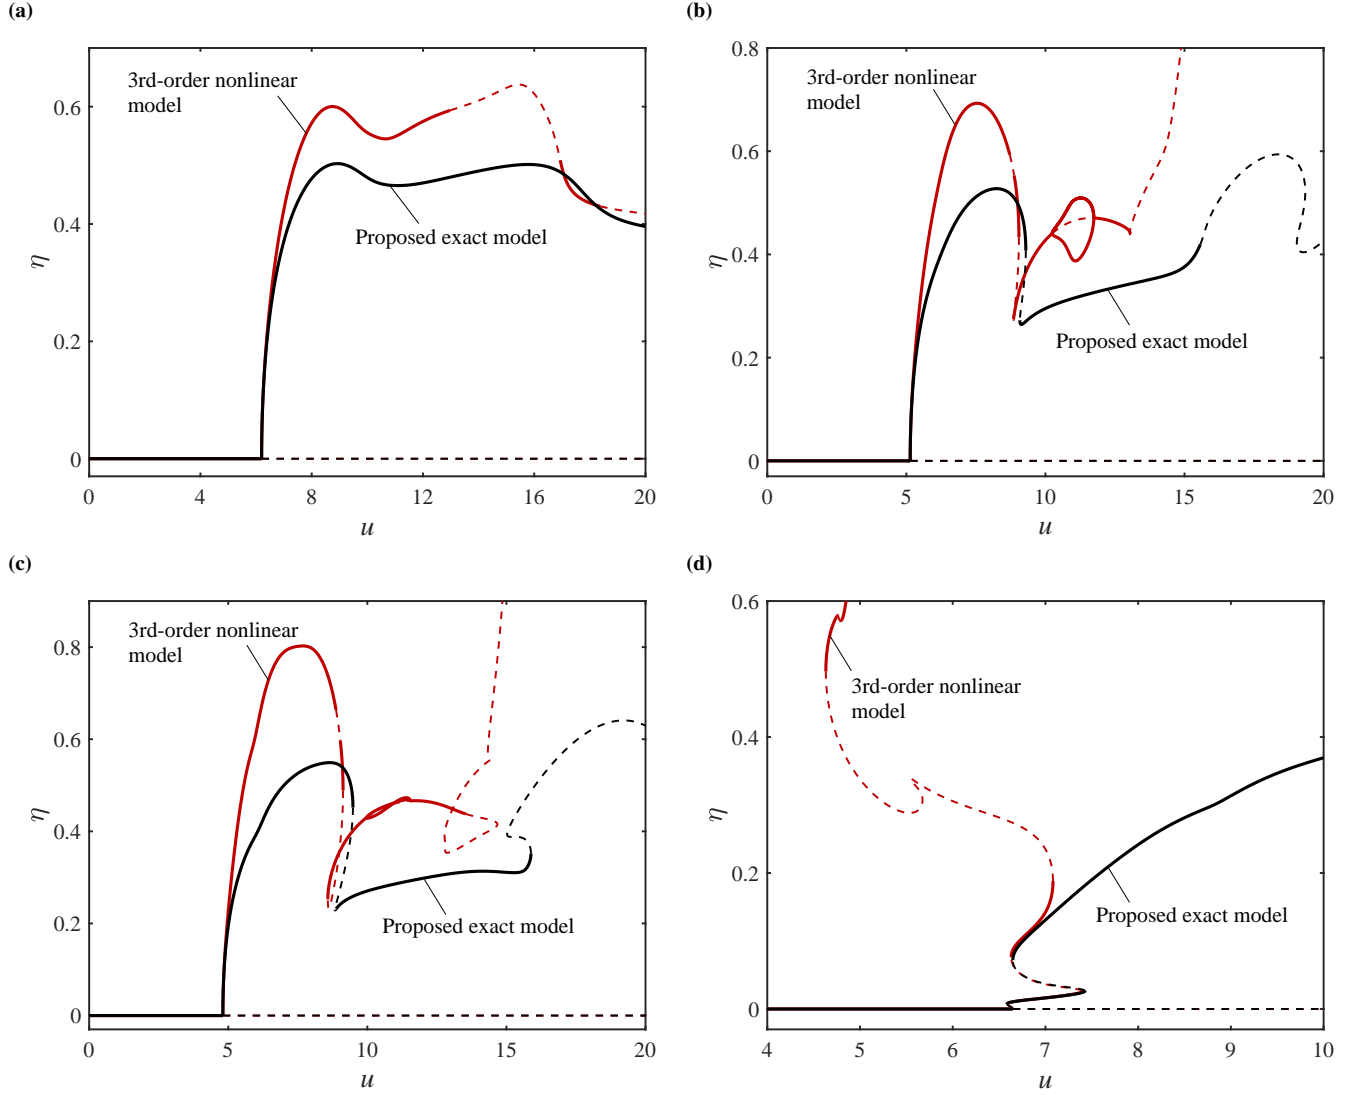 (a)
3rd-order nonlinear
model
Proposed exact model
0.6
0.4
0.2
0
η
0 4 8 12 16 20
u
(b)
0.8
3rd-order nonlinear
model
0.6
0.4
0.2
0
η
Proposed exact model
0 5 10 15 20
u
(c)
3rd-order nonlinear
model
0.8
0.6
0.4
0.2
0
η
Proposed exact model
0 5 10 15 20
u
(d)
0.6
3rd-order nonlinear
model
0.4
0.2
0
η
Proposed exact model
4 5 6 7 8 9 10
u